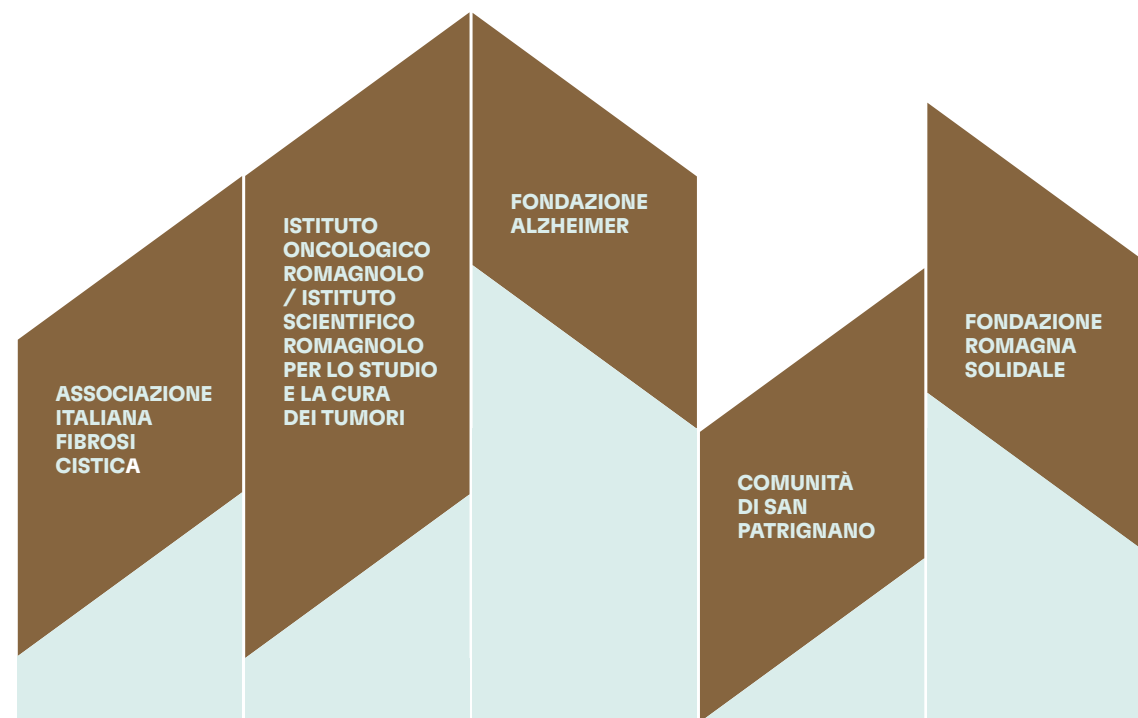 ASSOCIAZIONE
ITALIANA
FIBROSI
CISTICA
ISTITUTO
ONCOLOGICO
ROMAGNOLO
/ ISTITUTO
SCIENTIFICO
ROMAGNOLO
PER LO STUDIO
E LA CURA
DEI TUMORI
FONDAZIONE
ALZHEIMER
COMUNITÀ
DI SAN
PATRIGNANO
FONDAZIONE
ROMAGNA
SOLIDALE